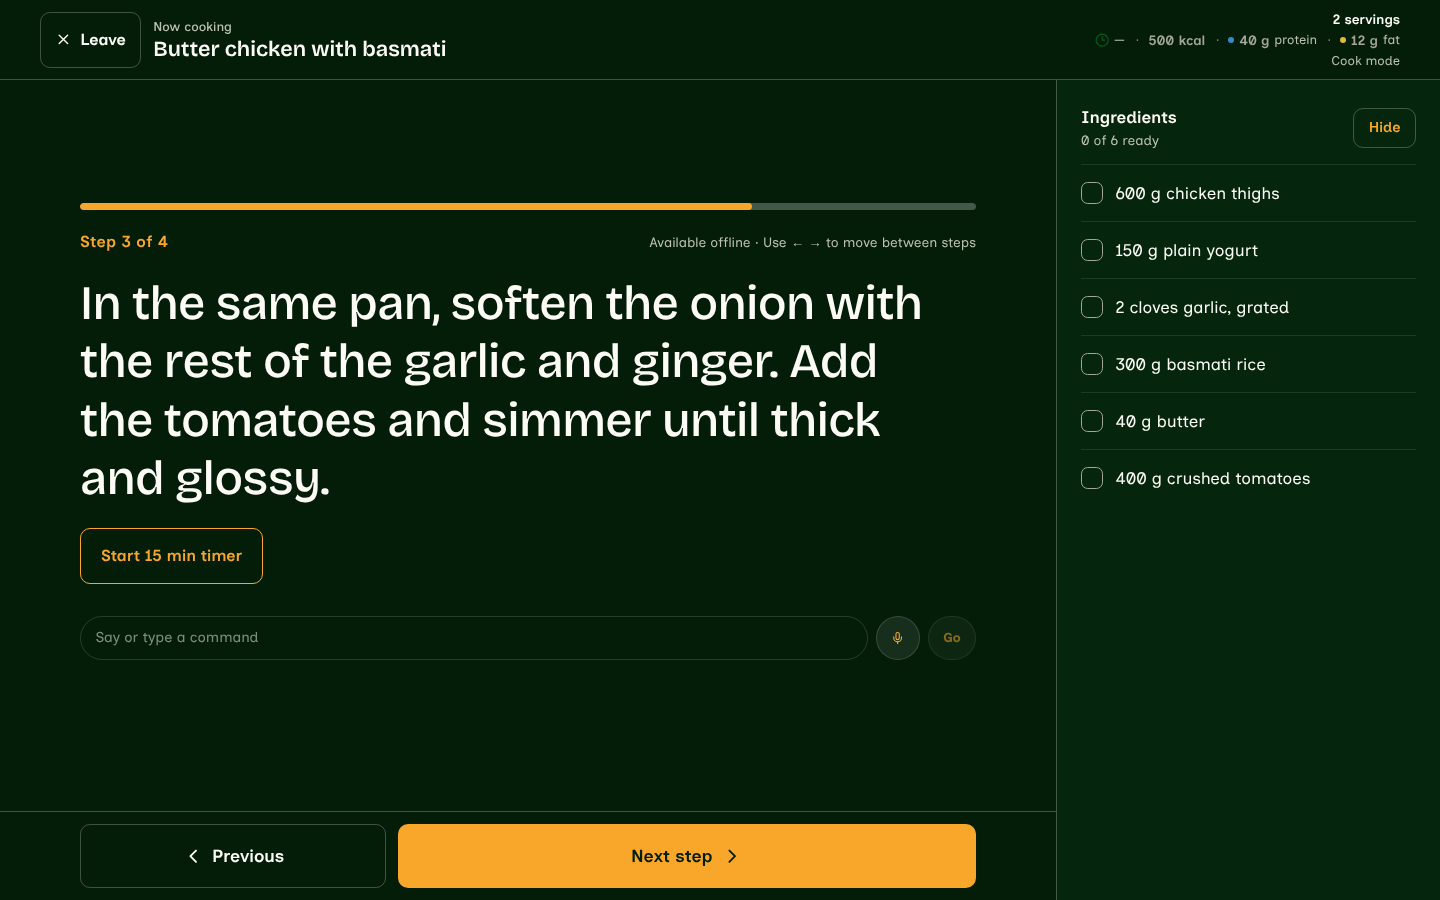 Leave
Now cooking
Butter chicken with basmati
2 servings
— · 500 kcal · 40 g protein · 12 g fat
Cook mode
Step 3 of 4
Available offline · Use ← → to move between steps
In the same pan, soften the onion with
the rest of the garlic and ginger. Add
the tomatoes and simmer until thick
and glossy.
Start 15 min timer
Say or type a command
Go
Previous
Next step
Ingredients
0 of 6 ready
Hide
600 g chicken thighs
150 g plain yogurt
2 cloves garlic, grated
300 g basmati rice
40 g butter
400 g crushed tomatoes